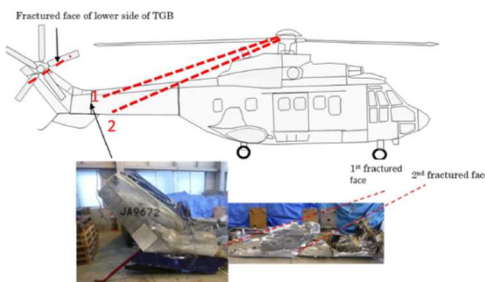 Fractured face of lower side of TGB
1
2
1st fractured
face
2nd fractured face
JA9672